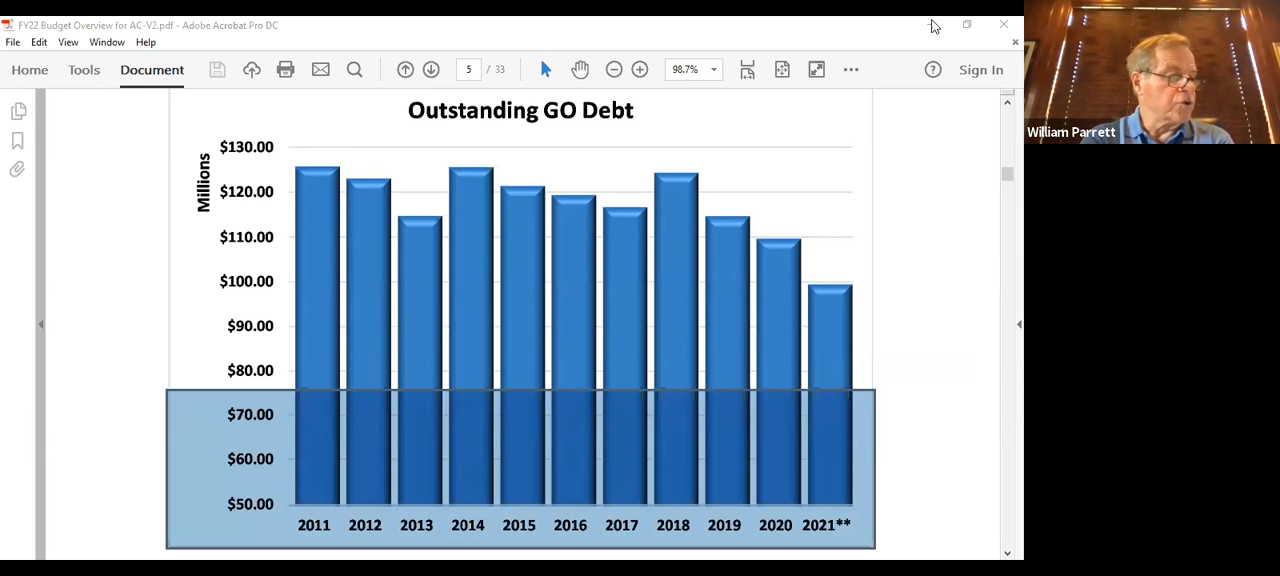 FY22 Budget Overview for AC-V2.pdf - Adobe Acrobat Pro DC
File Edit View Window Help
Home Tools Document 5 / 33 98.7% Sign In
William Parrett
Outstanding GO Debt
Millions
$130.00
$120.00
$110.00
$100.00
$90.00
$80.00
$70.00
$60.00
$50.00
2011 2012 2013 2014 2015 2016 2017 2018 2019 2020 2021**